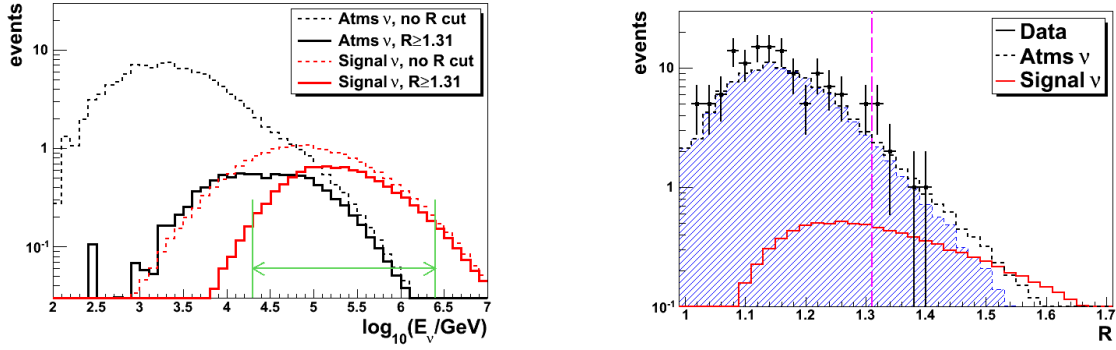 events
10
1
10⁻¹
2 2.5 3 3.5 4 4.5 5 5.5 6 6.5 7
log₁₀(Eᵥ/GeV)
Atms ν, no R cut
Atms ν, R≥1.31
Signal ν, no R cut
Signal ν, R≥1.31
events
10
1
10⁻¹
1 1.1 1.2 1.3 1.4 1.5 1.6 1.7
R
Data
Atms ν
Signal ν